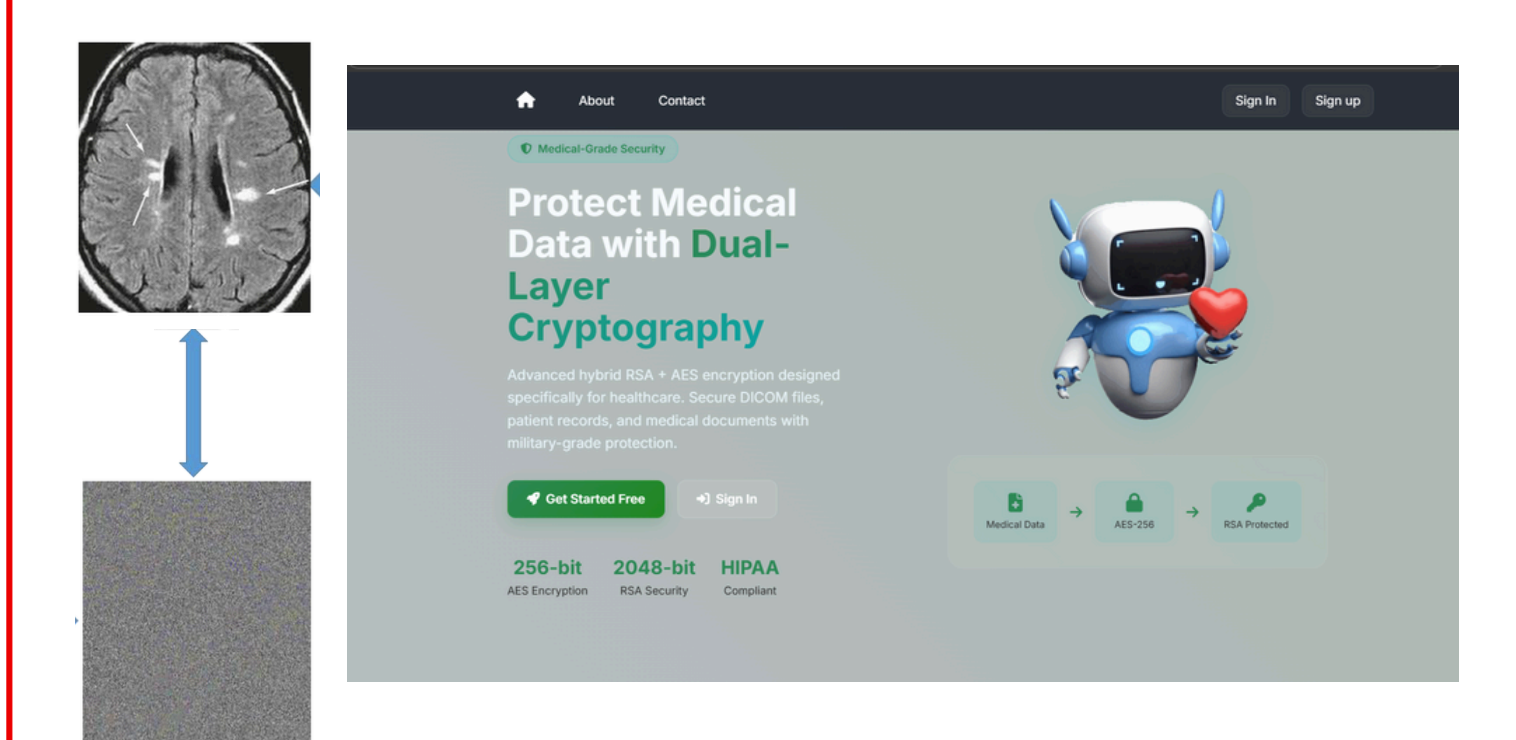 About
Contact
Sign In
Sign up
Medical-Grade Security
Protect Medical
Data with Dual-
Layer
Cryptography
Advanced hybrid RSA + AES encryption designed
specifically for healthcare. Secure DICOM files,
patient records, and medical documents with
military-grade protection.
Get Started Free
Sign In
256-bit
AES Encryption
2048-bit
RSA Security
HIPAA
Compliant
Medical Data
AES-256
RSA Protected